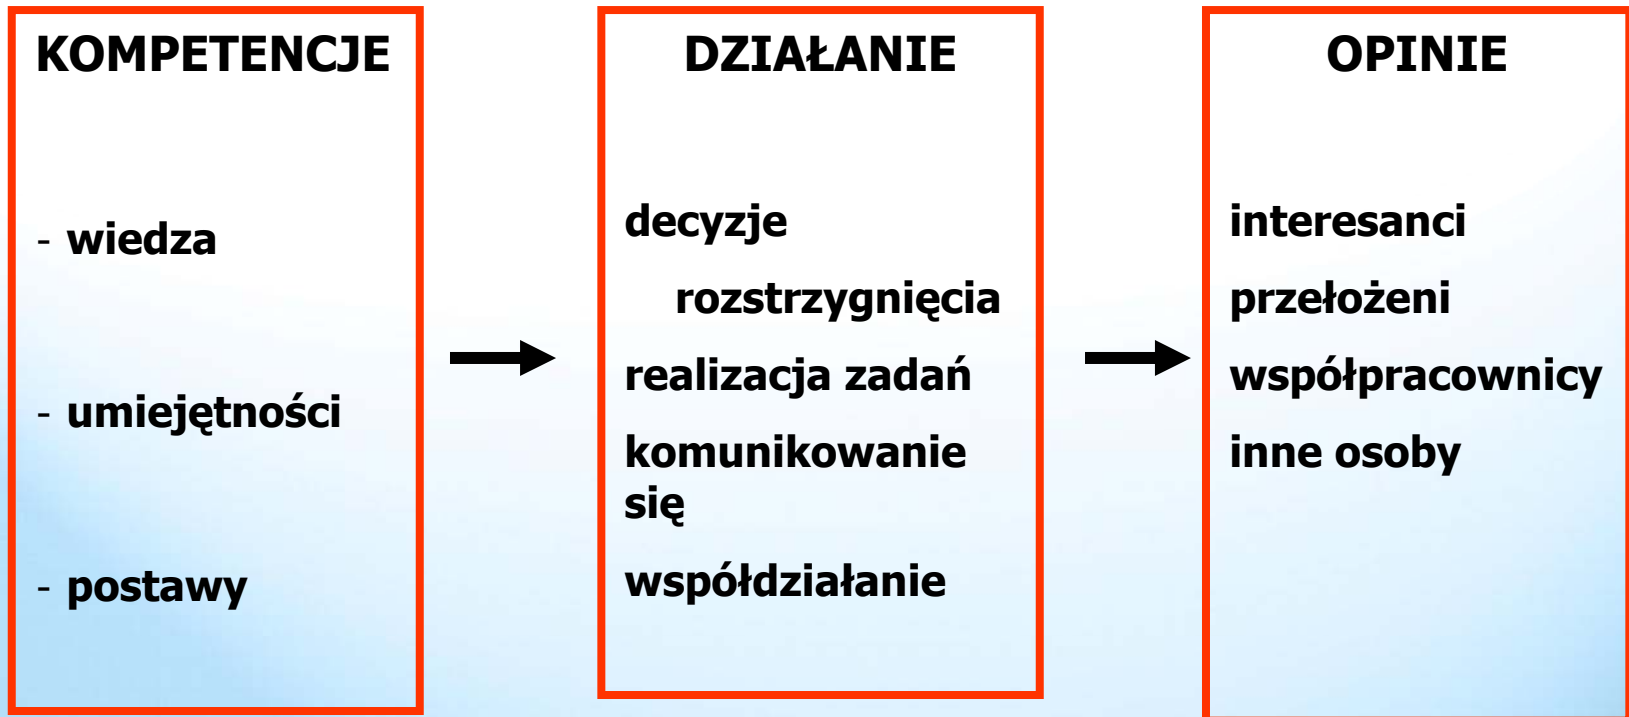 KOMPETENCJE
- wiedza
- umiejętności
- postawy
DZIAŁANIE
decyzje
rozstrzygnięcia
realizacja zadań
komunikowanie
się
współdziałanie
OPINIE
interesanci
przełożeni
współpracownicy
inne osoby